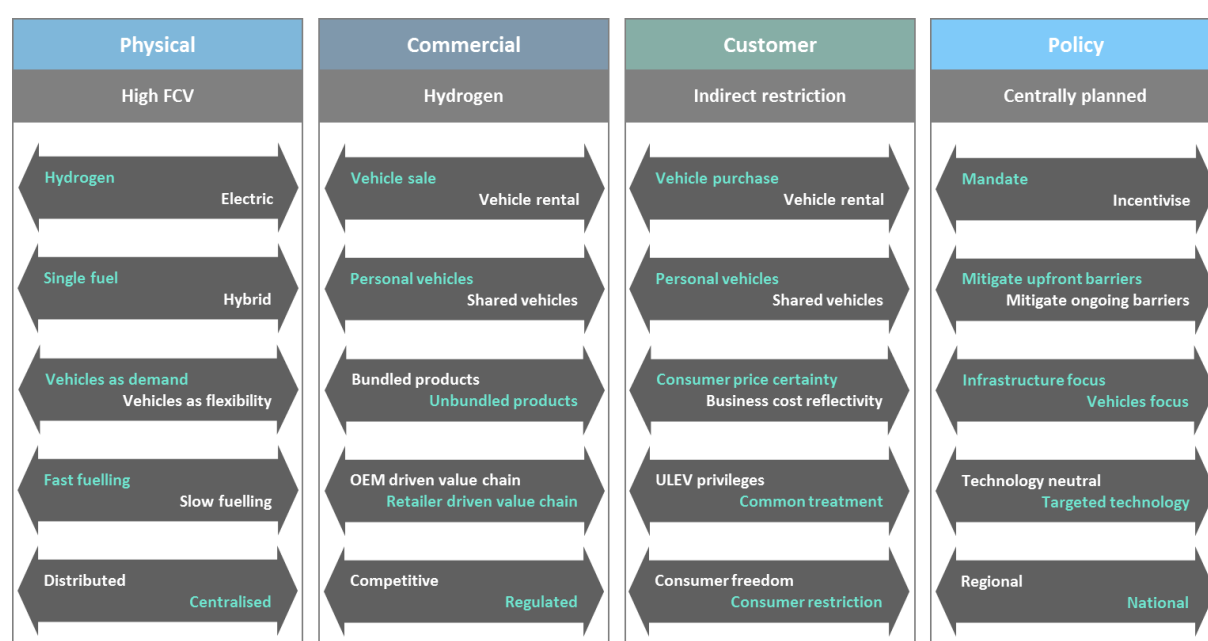 Physical
High FCV
Hydrogen
Electric
Single fuel
Hybrid
Vehicles as demand
Vehicles as flexibility
Fast fuelling
Slow fuelling
Distributed
Centralised
Commercial
Hydrogen
Vehicle sale
Vehicle rental
Personal vehicles
Shared vehicles
Bundled products
Unbundled products
OEM driven value chain
Retailer driven value chain
Competitive
Regulated
Customer
Indirect restriction
Vehicle purchase
Vehicle rental
Personal vehicles
Shared vehicles
Consumer price certainty
Business cost reflectivity
ULEV privileges
Common treatment
Consumer freedom
Consumer restriction
Policy
Centrally planned
Mandate
Incentivise
Mitigate upfront barriers
Mitigate ongoing barriers
Infrastructure focus
Vehicles focus
Technology neutral
Targeted technology
Regional
National